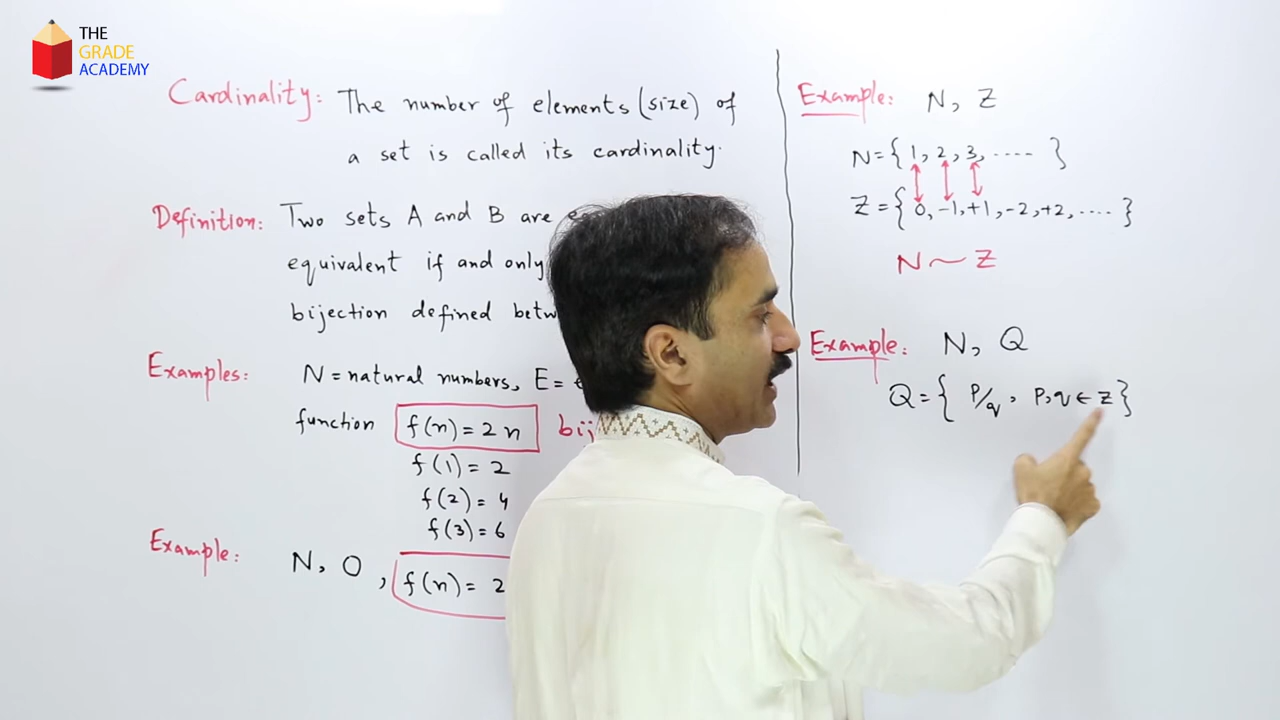 THE
GRADE
ACADEMY
Cardinality: The number of elements (size) of
a set is called its cardinality.
Definition: Two sets A and B are
equivalent if and only
bijection defined
Examples: N = natural numbers, E =
function f(n) = 2n
f(1) = 2
f(2) = 4
f(3) = 6
Example: N, O, f(n) = 2
Example: N, Z
N = { 1, 2, 3, ---- }
Z = { 0, -1, +1, -2, +2, .... }
N ~ Z
Example: N, Q
Q = { P/q, P, q ∈ Z }